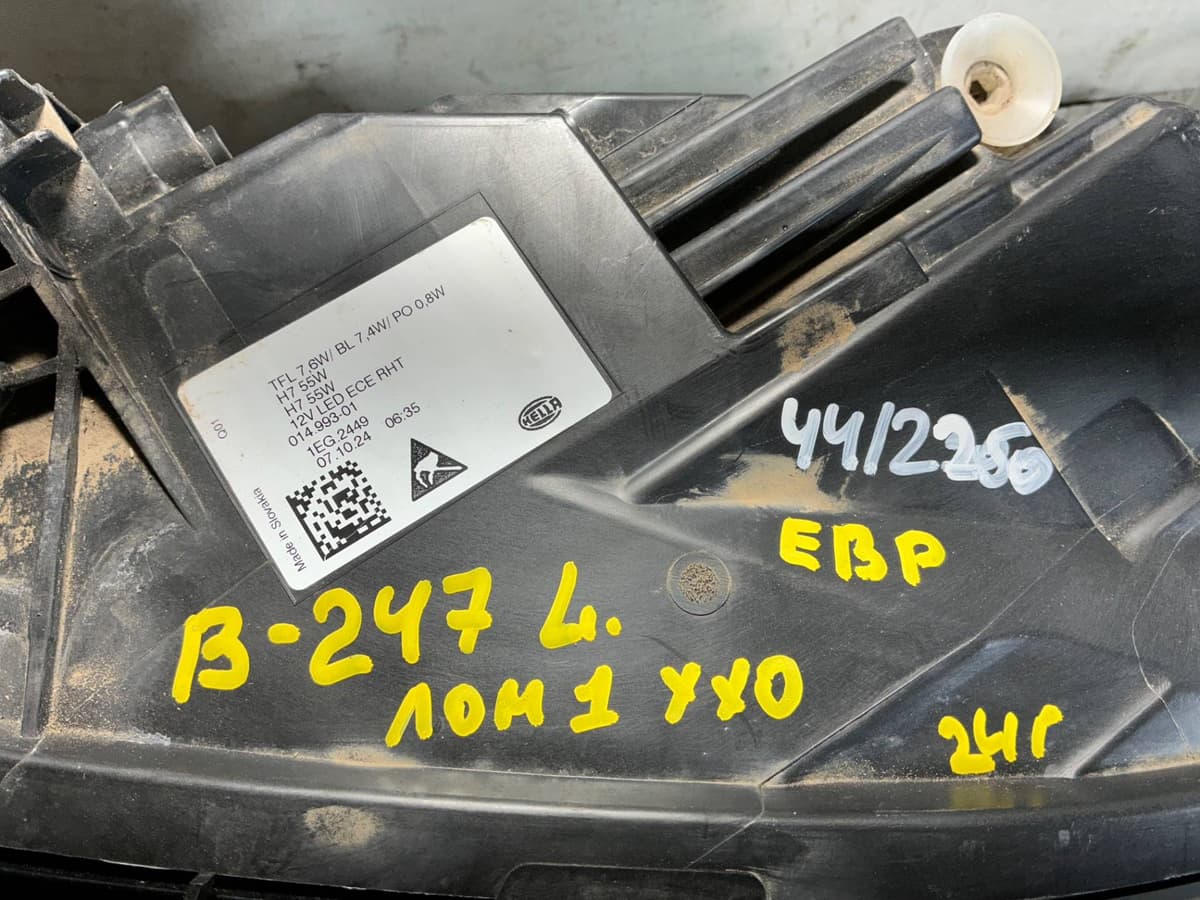 TFL 7,6W/ BL 7,4W/ PO 0,8W
H7 55W
H7 55W
12V LED ECE RHT
014.993-01
1EG.2449
07.10.24 06:35
HELLA
Q01
Made in Slovakia
44/2256
ЕВР
B-247 L.
ЛОМ 1 УХО
24г